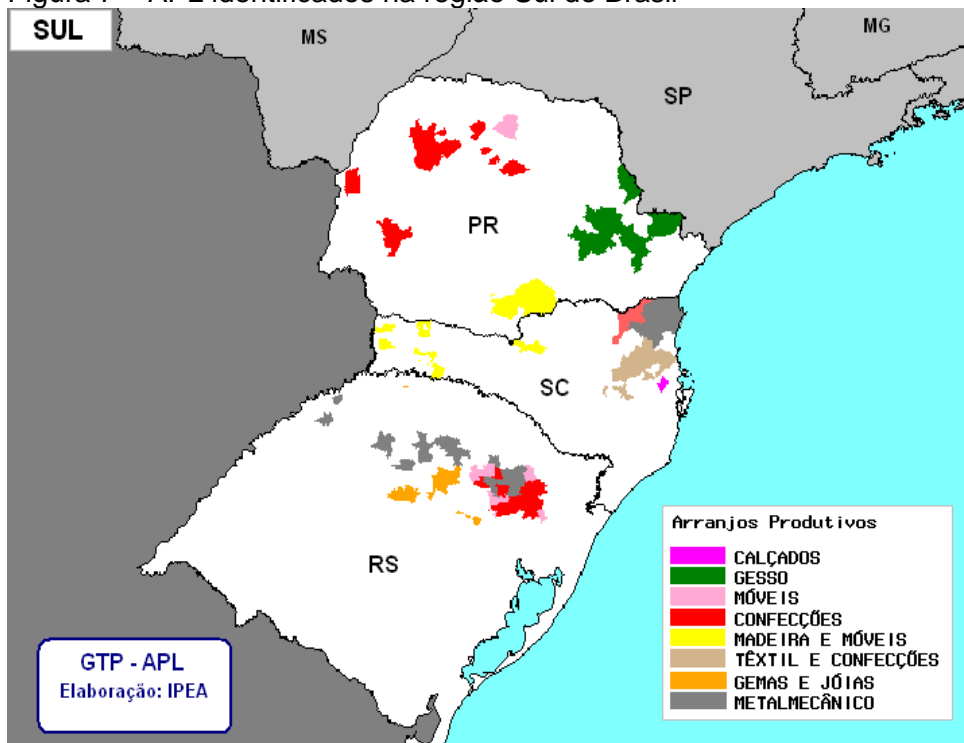 SUL
MS
MG
SP
PR
SC
RS
Arranjos Produtivos
CALÇADOS
GESSO
MÓVEIS
CONFECÇÕES
MADEIRA E MÓVEIS
TÊXTIL E CONFECÇÕES
GEMAS E JÓIAS
METALMECÂNICO
GTP - APL
Elaboração: IPEA